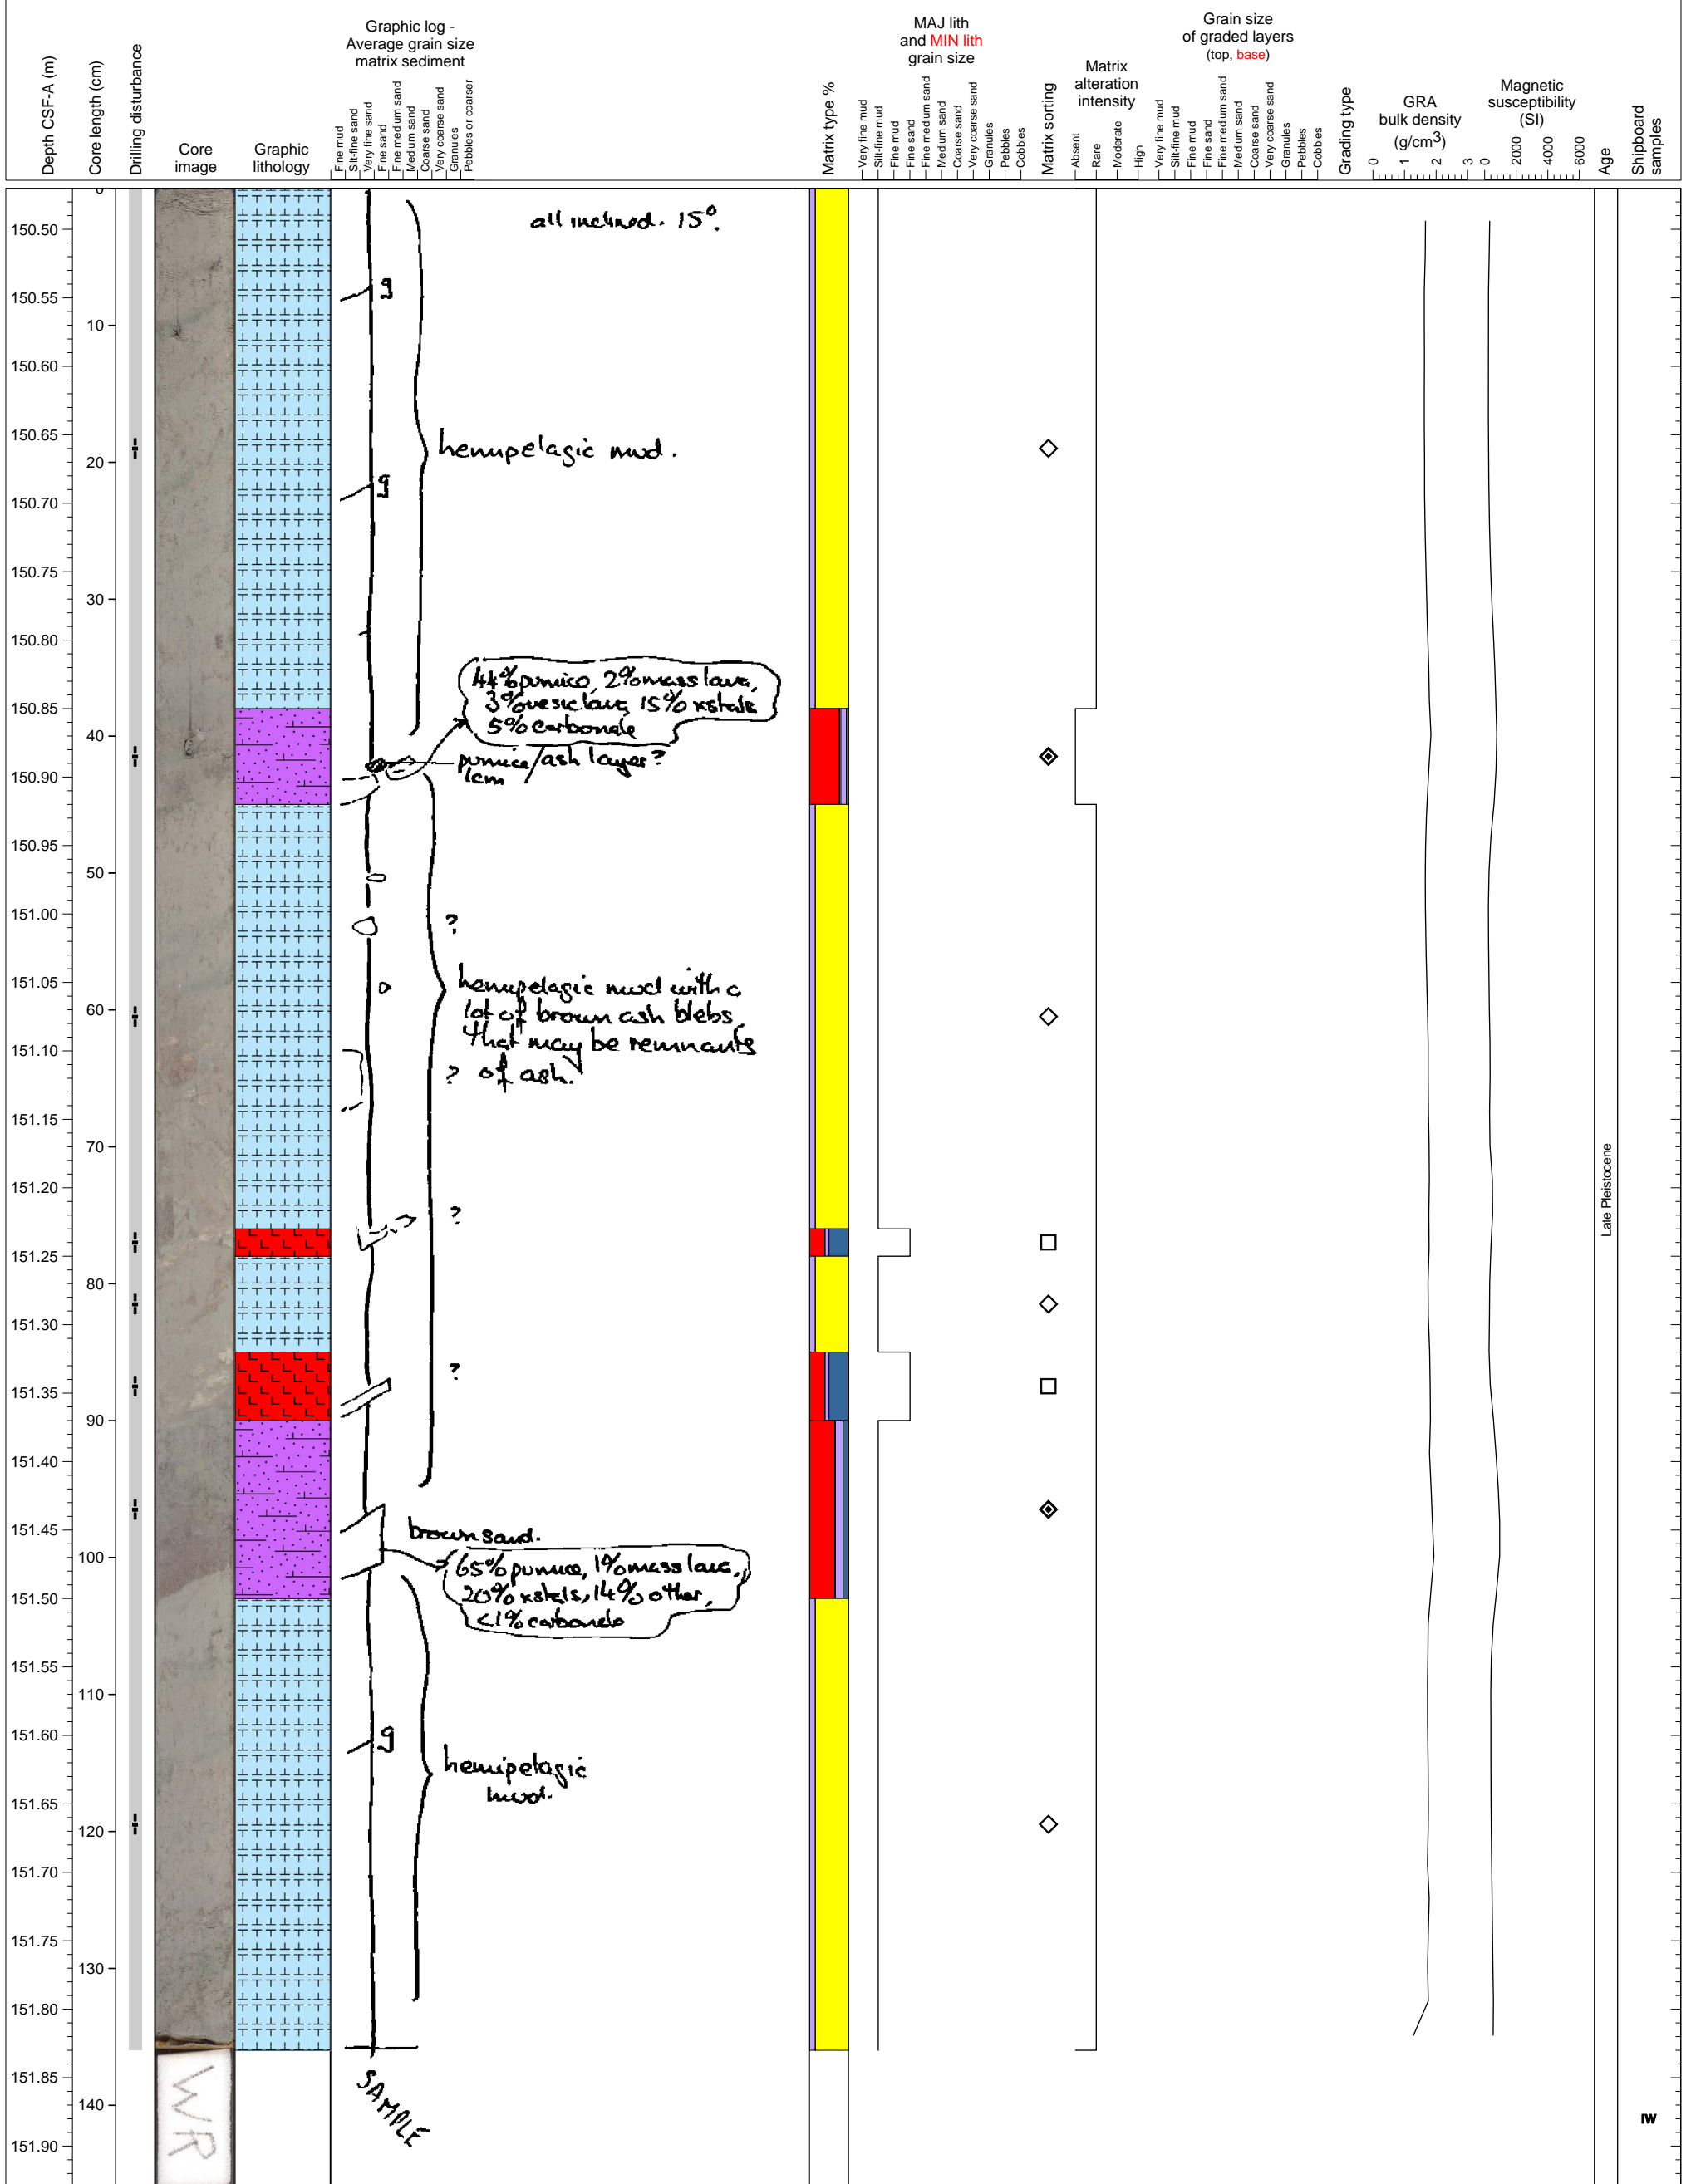 Depth CSF-A (m)
Core length (cm)
Drilling disturbance
Core
image
Graphic
lithology
Graphic log -
Average grain size
matrix sediment
Fine mud
Silt-fine sand
Very fine sand
Fine sand
Fine medium sand
Medium sand
Coarse sand
Very coarse sand
Granules
Pebbles or coarser
Matrix type %
MAJ lith
and MIN lith
grain size
Very fine mud
Silt-fine mud
Fine mud
Fine sand
Fine medium sand
Medium sand
Coarse sand
Very coarse sand
Granules
Pebbles
Cobbles
Matrix sorting
Matrix
alteration
intensity
Absent
Rare
Moderate
High
Grain size
of graded layers
(top, base)
Very fine mud
Silt-fine mud
Fine mud
Fine sand
Fine medium sand
Medium sand
Coarse sand
Very coarse sand
Granules
Pebbles
Cobbles
Grading type
GRA
bulk density
(g/cm3)
0 1 2 3
Magnetic
susceptibility
(SI)
0 2000 4000 6000
Age
Shipboard
samples
150.50
150.55
150.60
150.65
150.70
150.75
150.80
150.85
150.90
150.95
151.00
151.05
151.10
151.15
151.20
151.25
151.30
151.35
151.40
151.45
151.50
151.55
151.60
151.65
151.70
151.75
151.80
151.85
151.90
0
10
20
30
40
50
60
70
80
90
100
110
120
130
140
all inclined. 15°.
g
hemipelagic mud.
g
44% pumice, 2% mass lava,
3% vesic lava, 15% xstals
5% carbonate
pumice/ash layer?
1cm
?
hemipelagic mud with a
lot of brown ash blebs
that may be remnants
? of ash.
?
?
brown sand.
65% pumice, 1% mass lava,
20% xstals, 14% other,
<1% carbonate
g
hemipelagic
mud.
SAMPLE
WR
Late Pleistocene
IW